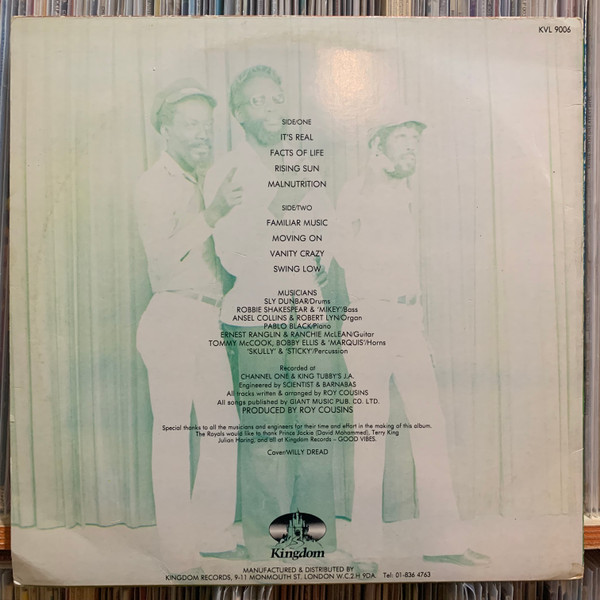 KVL 9006
SIDE/ONE
IT'S REAL
FACTS OF LIFE
RISING SUN
MALNUTRITION
SIDE/TWO
FAMILIAR MUSIC
MOVING ON
VANITY CRAZY
SWING LOW
MUSICIANS
SLY DUNBAR/Drums
ROBBIE SHAKESPEAR & 'MIKEY'/Bass
ANSEL COLLINS & ROBERT LYN/Organ
PABLO BLACK/Piano
ERNEST RANGLIN & RANCHIE McLEAN/Guitar
TOMMY McCOOK, BOBBY ELLIS & 'MARQUIS'/Horns
'SKULLY' & 'STICKY'/Percussion
Recorded at
CHANNEL ONE & KING TUBBY'S J.A.
Engineered by SCIENTIST & BARNABAS
All tracks written & arranged by ROY COUSINS
All songs published by GIANT MUSIC PUB. CO. LTD.
PRODUCED BY ROY COUSINS
Special thanks to all the musicians and engineers for their time and effort in the making of this album.
The Royals would like to thank Prince Jackie (David Mohammed), Terry King
Julian Haring, and all at Kingdom Records – GOOD VIBES.
Cover/WILLY DREAD
Kingdom
MANUFACTURED & DISTRIBUTED BY
KINGDOM RECORDS, 9-11 MONMOUTH ST. LONDON W.C.2.H 9DA. Tel: 01-836 4763